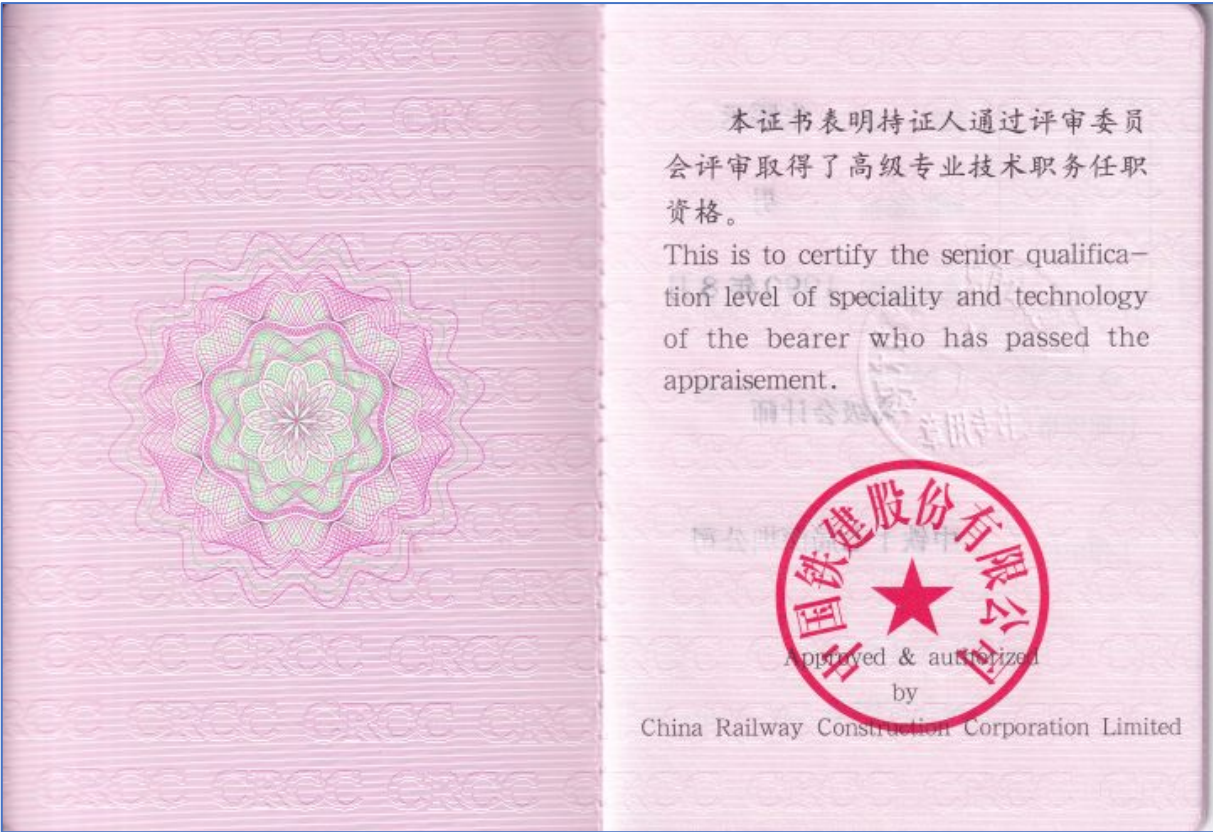 CRCC CRCC CRCC
本证书表明持证人通过评审委员
会评审取得了高级专业技术职务任职
资格。
This is to certify the senior qualifica-
tion level of speciality and technology
of the bearer who has passed the
appraisement.
中国铁建股份有限公司
Approved & authorized
by
China Railway Construction Corporation Limited